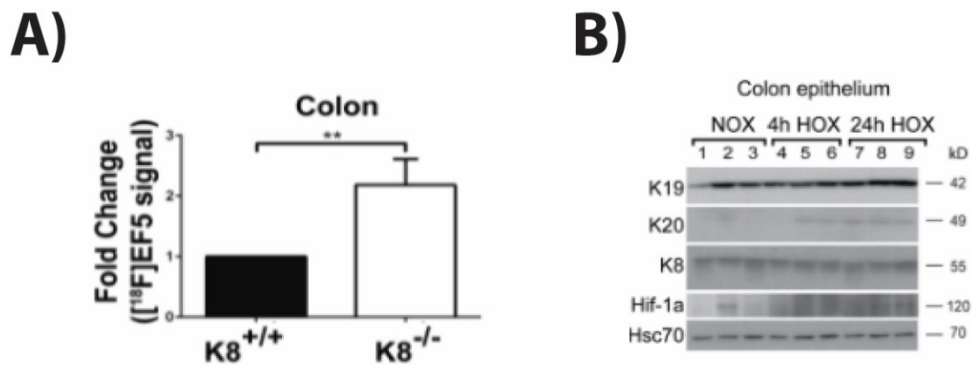 A)
Colon
**
3
2
1
0
Fold Change
([¹⁸F]EF5 signal)
K8+/+
K8-/-
B)
Colon epithelium
NOX 4h HOX 24h HOX
1 2 3 4 5 6 7 8 9 kD
K19 42
K20 49
K8 55
Hif-1a 120
Hsc70 70